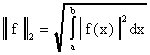 ‖f‖₂ = √(∫ₐᵇ |f(x)|² dx)